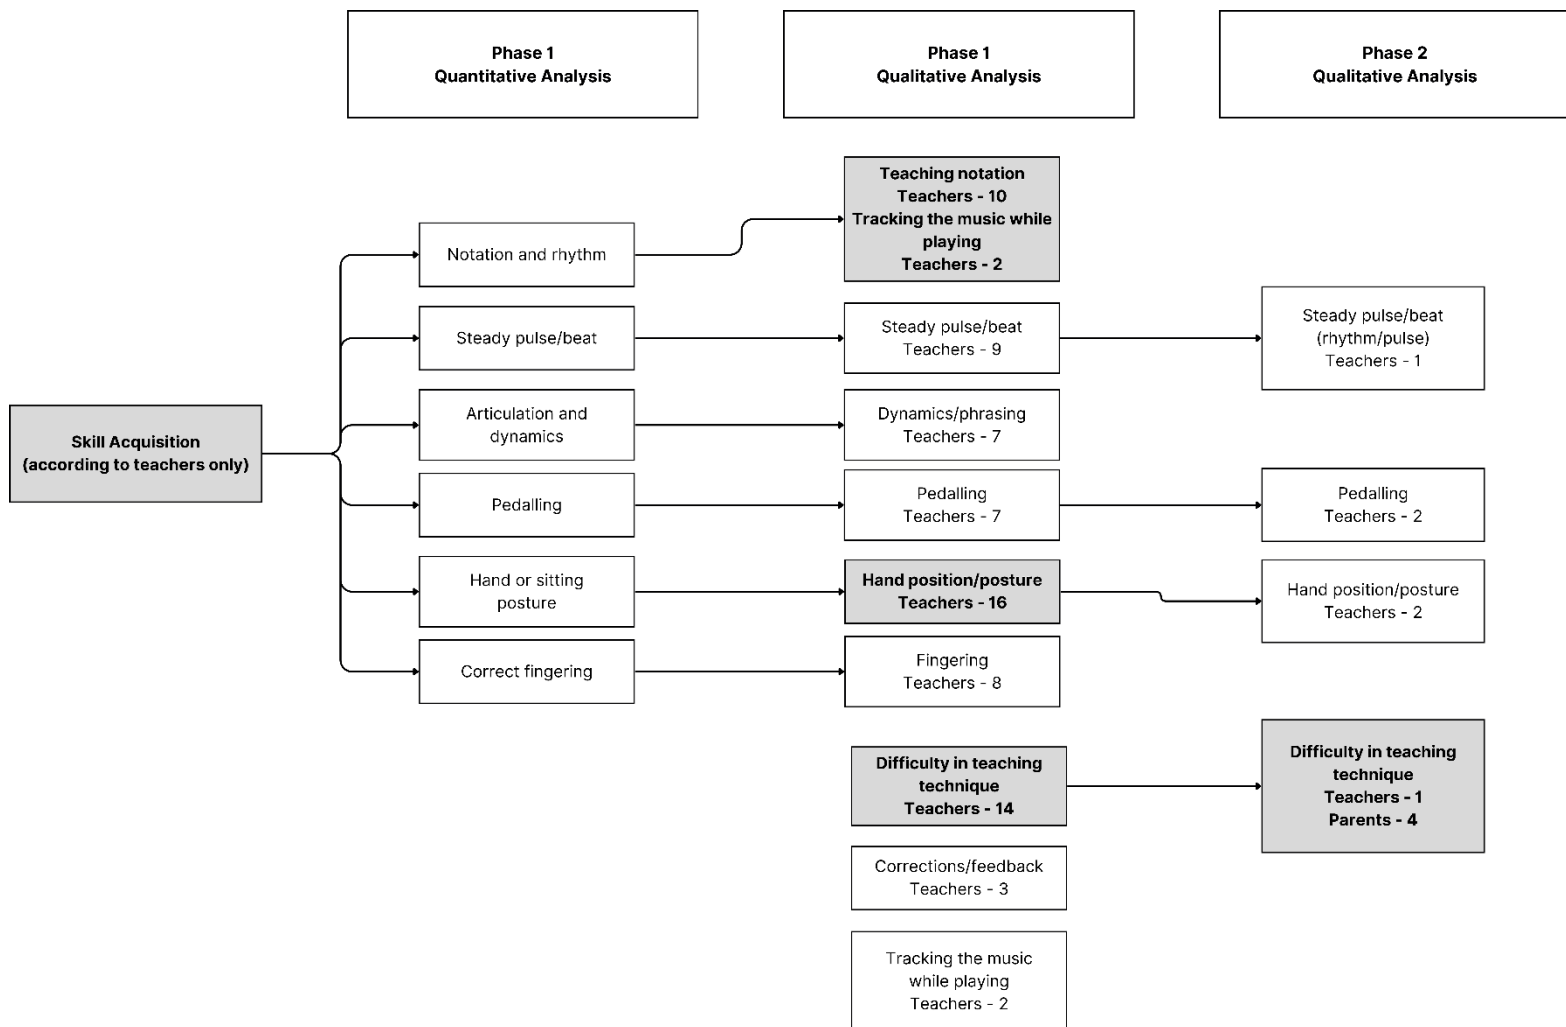 Phase 1
Quantitative Analysis
Phase 1
Qualitative Analysis
Phase 2
Qualitative Analysis
Skill Acquisition
(according to teachers only)
Notation and rhythm
Steady pulse/beat
Articulation and
dynamics
Pedalling
Hand or sitting
posture
Correct fingering
Teaching notation
Teachers - 10
Tracking the music while
playing
Teachers - 2
Steady pulse/beat
Teachers - 9
Dynamics/phrasing
Teachers - 7
Pedalling
Teachers - 7
Hand position/posture
Teachers - 16
Fingering
Teachers - 8
Difficulty in teaching
technique
Teachers - 14
Corrections/feedback
Teachers - 3
Tracking the music
while playing
Teachers - 2
Steady pulse/beat
(rhythm/pulse)
Teachers - 1
Pedalling
Teachers - 2
Hand position/posture
Teachers - 2
Difficulty in teaching
technique
Teachers - 1
Parents - 4